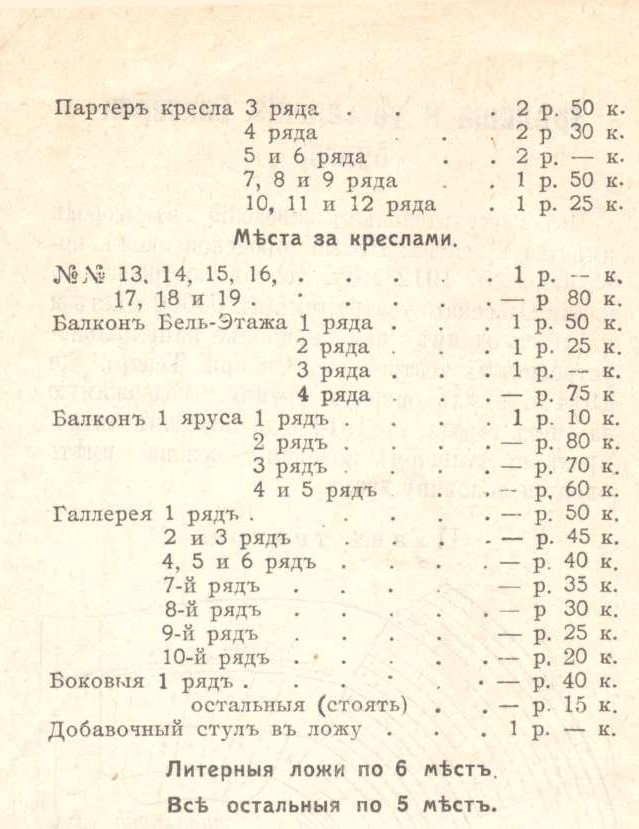 Партеръ кресла 3 ряда . . . 2 р. 50 к.
4 ряда . . 2 р 30 к.
5 и 6 ряда . . 2 р. — к.
7, 8 и 9 ряда . . 1 р. 50 к.
10, 11 и 12 ряда . . 1 р. 25 к.
Мѣста за креслами.
№№ 13, 14, 15, 16, . . . . . 1 р. — к.
17, 18 и 19 . . . . . . — р 80 к.
Балконъ Бель-Этажа 1 ряда . . . 1 р. 50 к.
2 ряда . . . 1 р. 25 к.
3 ряда . . . 1 р. — к.
4 ряда . . . — р. 75 к
Балконъ 1 яруса 1 рядъ . . . . 1 р. 10 к.
2 рядъ . . . . — р. 80 к.
3 рядъ . . . . — р. 70 к.
4 и 5 рядъ . . . — р. 60 к.
Галлерея 1 рядъ . . . . . . — р. 50 к.
2 и 3 рядъ . . . . — р. 45 к.
4, 5 и 6 рядъ . . . . — р. 40 к.
7-й рядъ . . . . — р. 35 к.
8-й рядъ . . . . . — р 30 к.
9-й рядъ . . . . — р. 25 к.
10-й рядъ . . . . . — р. 20 к.
Боковыя 1 рядъ . . . . . . — р. 40 к.
остальныя (стоять) . . . — р. 15 к.
Добавочный стулъ въ ложу . . . 1 р. — к.
Литерныя ложи по 6 мѣстъ.
Всѣ остальныя по 5 мѣстъ.